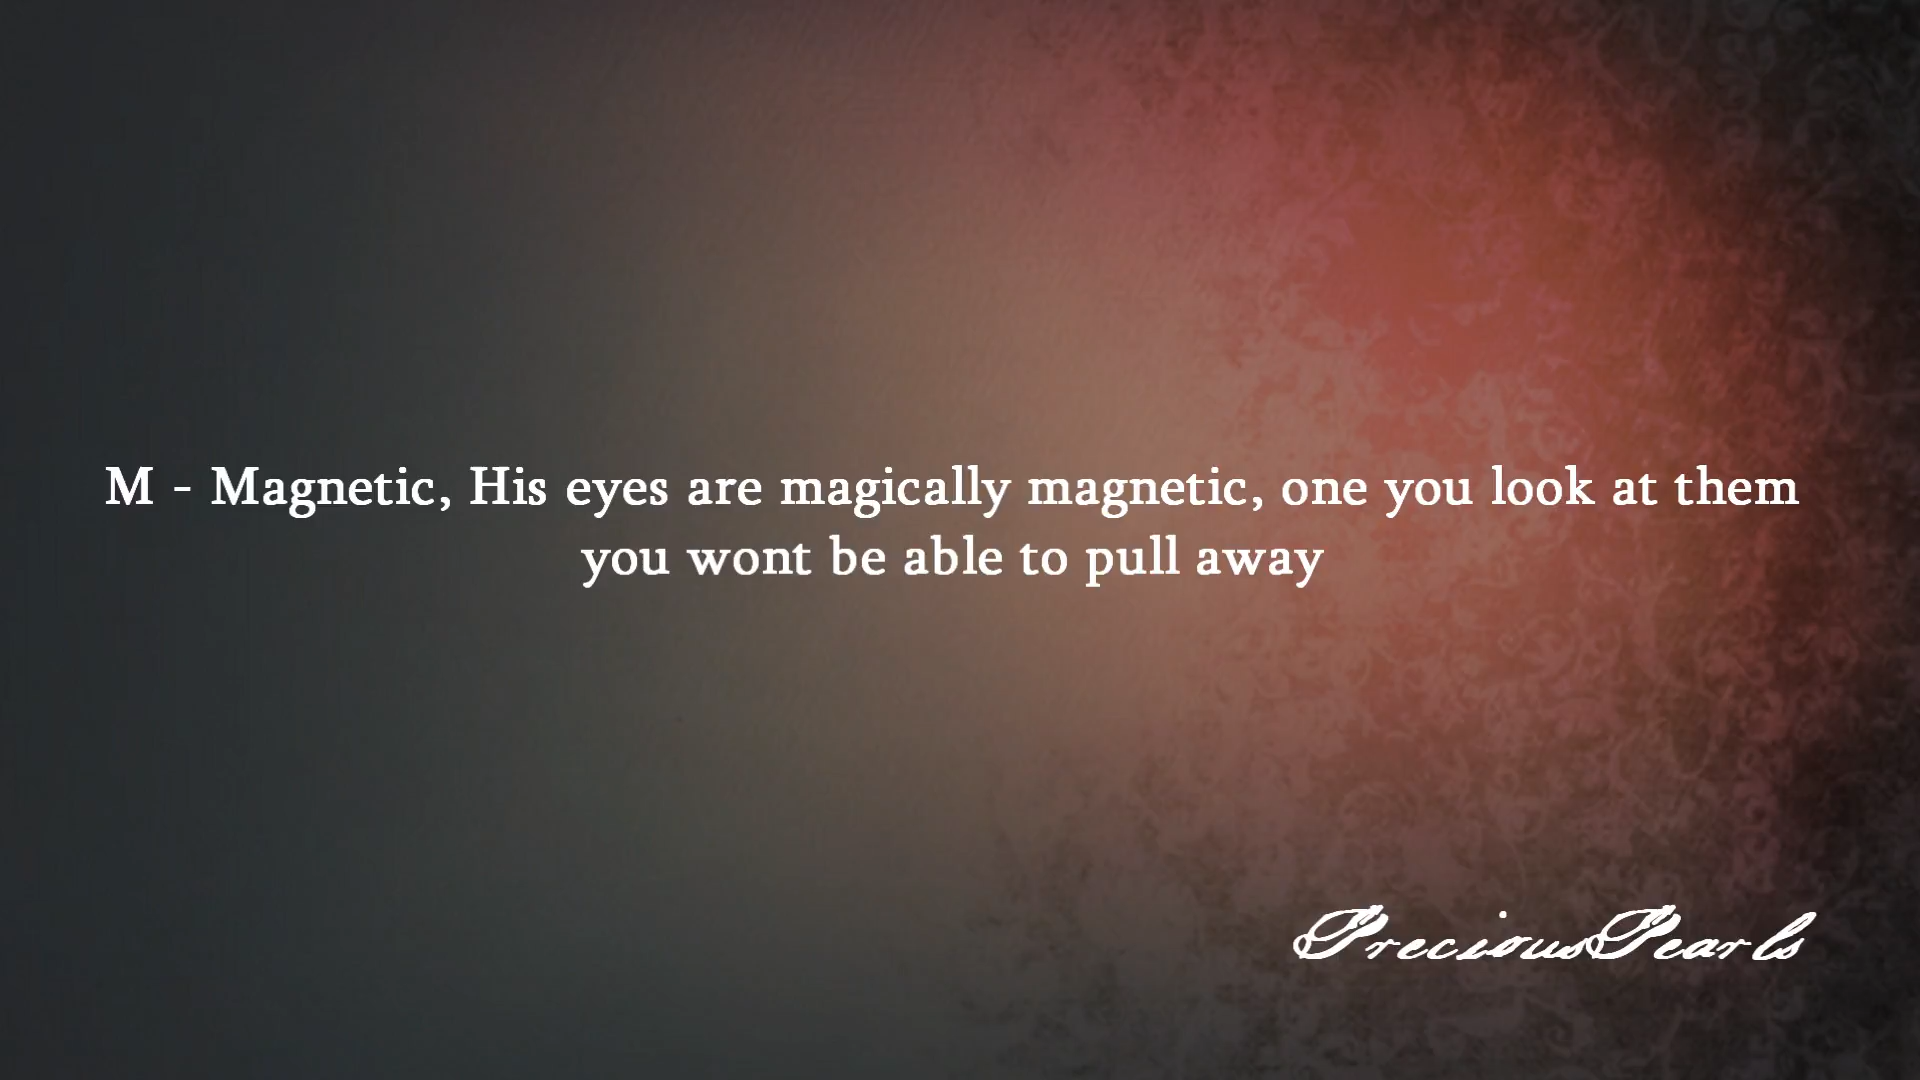 M - Magnetic, His eyes are magically magnetic, one you look at them
you wont be able to pull away
PreciousPearls